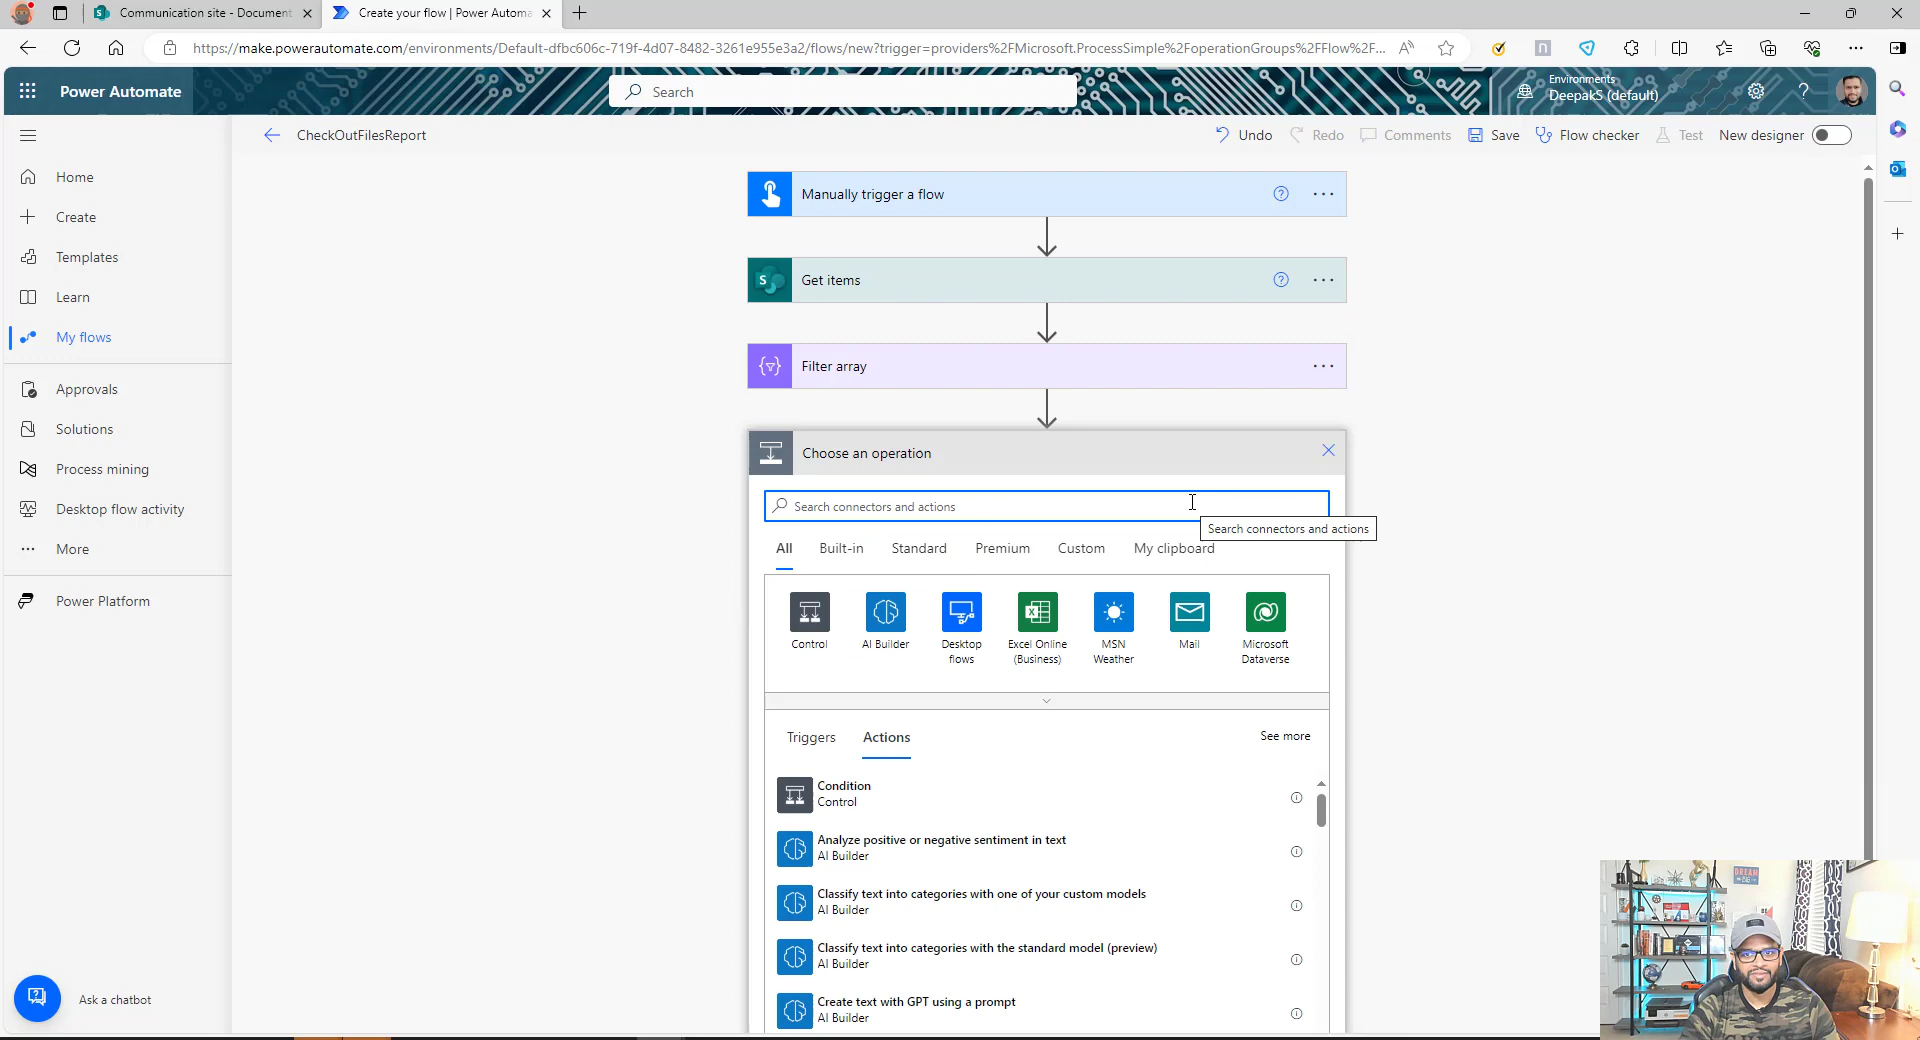 Communication site - Document
Create your flow | Power Automa
https://make.powerautomate.com/environments/Default-dfbc606c-719f-4d07-8482-3261e955e3a2/flows/new?trigger=providers%2FMicrosoft.ProcessSimple%2FoperationGroups%2FFlow%2F...
Power Automate
Search
Environments
DeepakS (default)
CheckOutFilesReport
Undo
Redo
Comments
Save
Flow checker
Test
New designer
Home
Create
Templates
Learn
My flows
Approvals
Solutions
Process mining
Desktop flow activity
More
Power Platform
Ask a chatbot
Manually trigger a flow
Get items
Filter array
Choose an operation
Search connectors and actions
Search connectors and actions
All
Built-in
Standard
Premium
Custom
My clipboard
Control
AI Builder
Desktop
flows
Excel Online
(Business)
MSN
Weather
Mail
Microsoft
Dataverse
Triggers
Actions
See more
Condition
Control
Analyze positive or negative sentiment in text
AI Builder
Classify text into categories with one of your custom models
AI Builder
Classify text into categories with the standard model (preview)
AI Builder
Create text with GPT using a prompt
AI Builder
DREAM
BIG